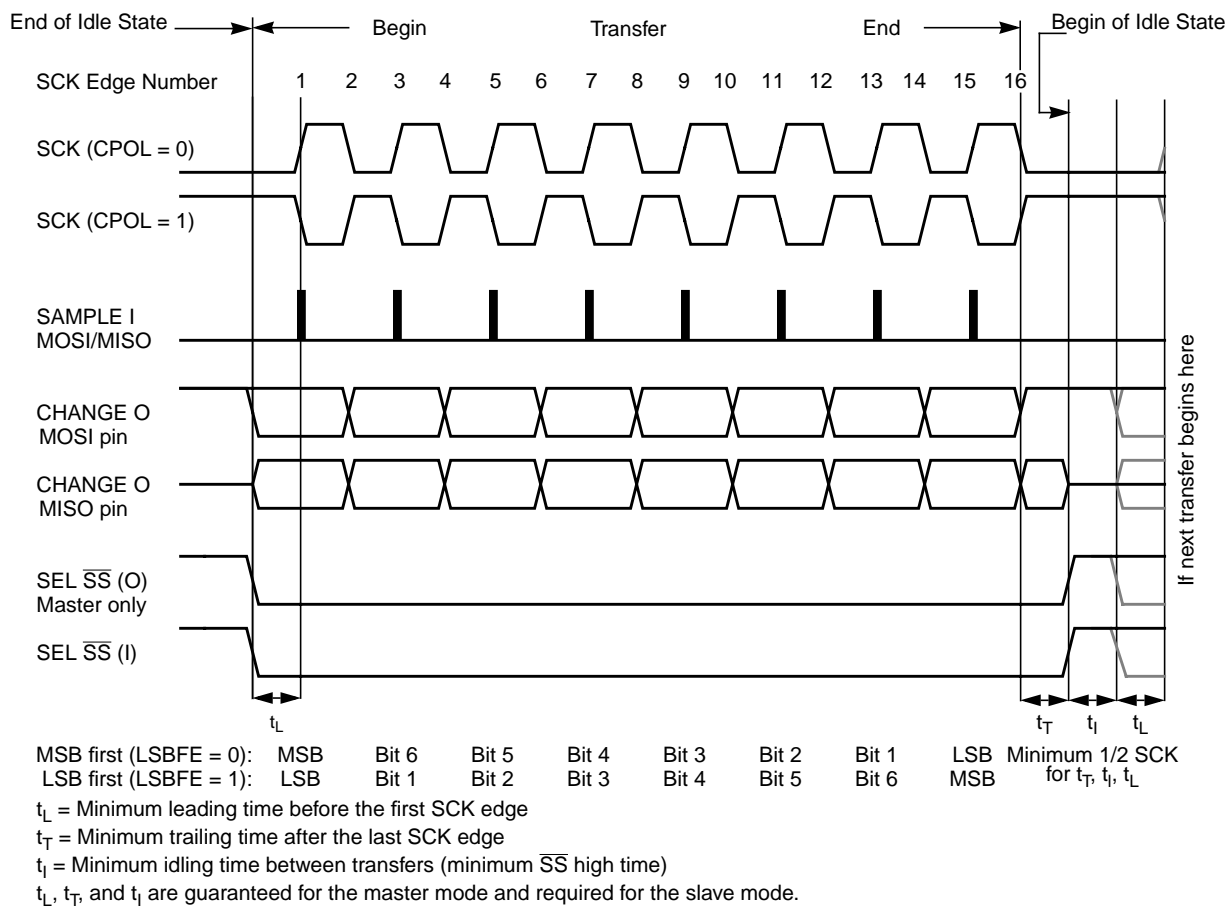 End of Idle State
Begin
Transfer
End
Begin of Idle State
SCK Edge Number
1 2 3 4 5 6 7 8 9 10 11 12 13 14 15 16
SCK (CPOL = 0)
SCK (CPOL = 1)
SAMPLE I
MOSI/MISO
CHANGE O
MOSI pin
CHANGE O
MISO pin
SEL SS (O)
Master only
SEL SS (I)
If next transfer begins here
tL
tT tI tL
MSB first (LSBFE = 0): MSB Bit 6 Bit 5 Bit 4 Bit 3 Bit 2 Bit 1 LSB
LSB first (LSBFE = 1): LSB Bit 1 Bit 2 Bit 3 Bit 4 Bit 5 Bit 6 MSB
Minimum 1/2 SCK
for tT, tI, tL
tL = Minimum leading time before the first SCK edge
tT = Minimum trailing time after the last SCK edge
tI = Minimum idling time between transfers (minimum SS high time)
tL, tT, and tI are guaranteed for the master mode and required for the slave mode.